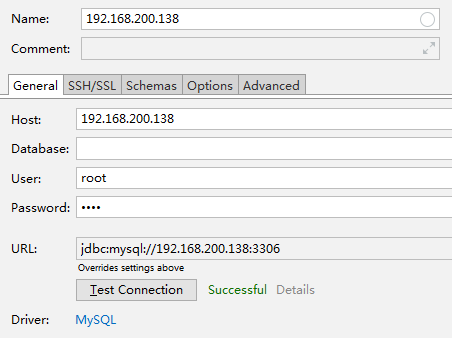 Name: 192.168.200.138
Comment:
General SSH/SSL Schemas Options Advanced
Host: 192.168.200.138
Database:
User: root
Password: ••••
URL: jdbc:mysql://192.168.200.138:3306
Overrides settings above
Test Connection Successful Details
Driver: MySQL